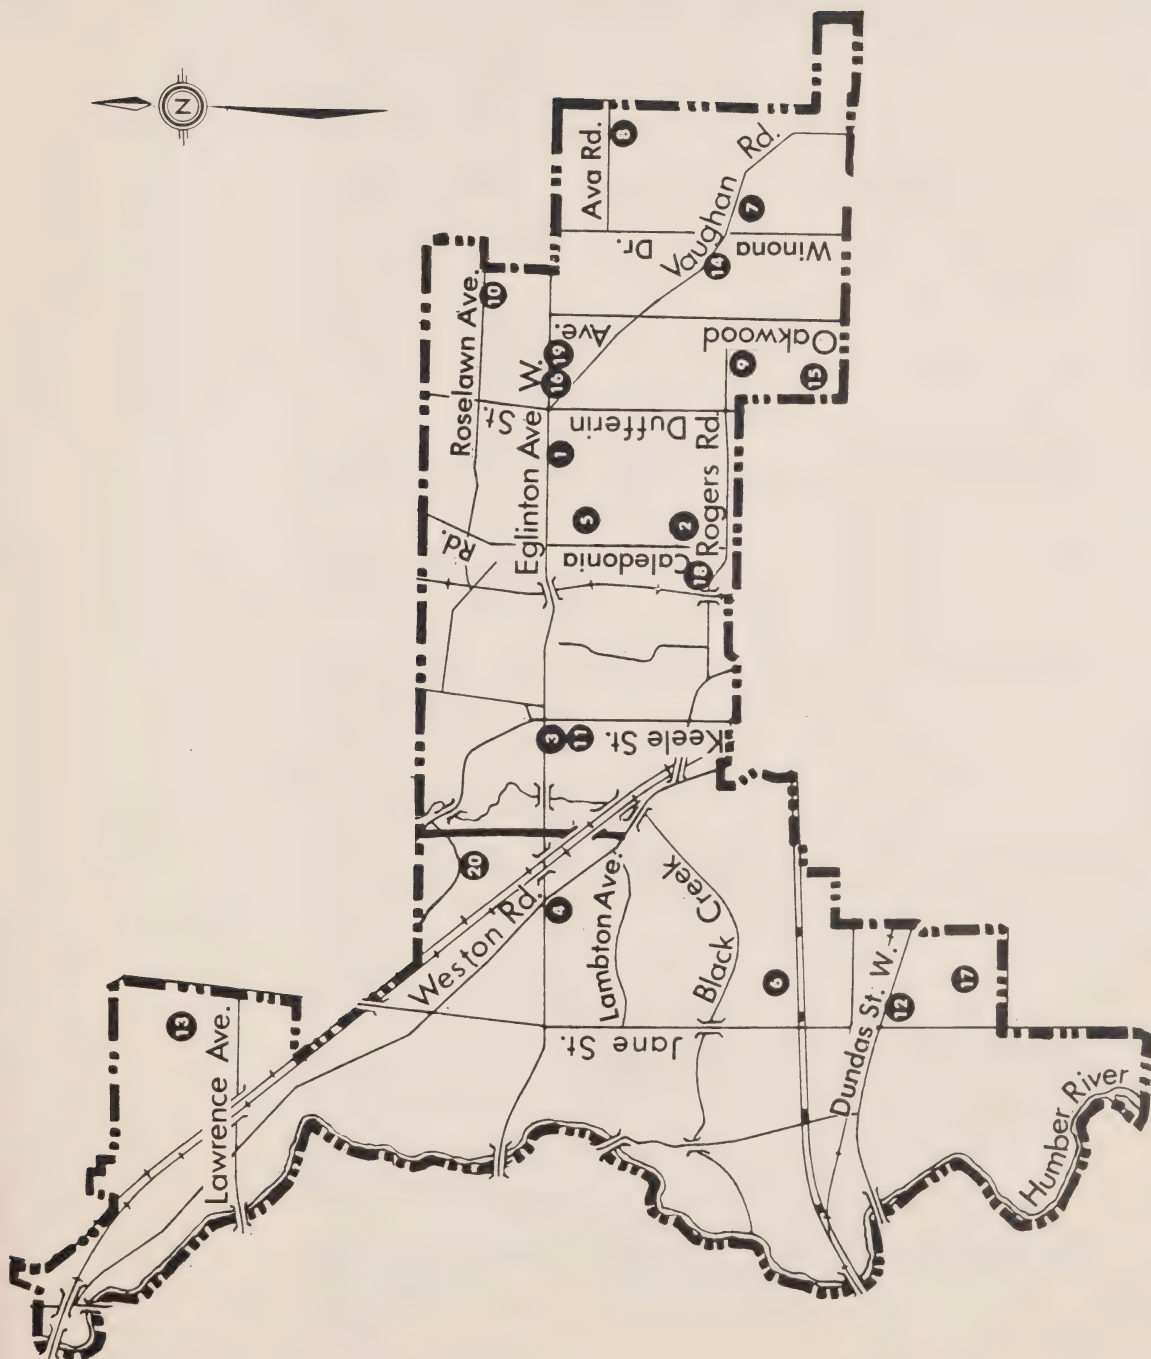 N
Ava Rd.
8
Vaughan Rd.
7
Winona Dr.
14
Roselawn Ave.
10
Oakwood Ave.
Eglinton Ave W.
16
19
9
15
Dufferin St.
1
5
2
Rogers Rd.
Caledonia Rd.
18
3
11
Keele St.
20
Weston Rd.
4
Lambton Ave.
Black Creek
6
Jane St.
Dundas St. W.
12
17
13
Lawrence Ave.
Humber River